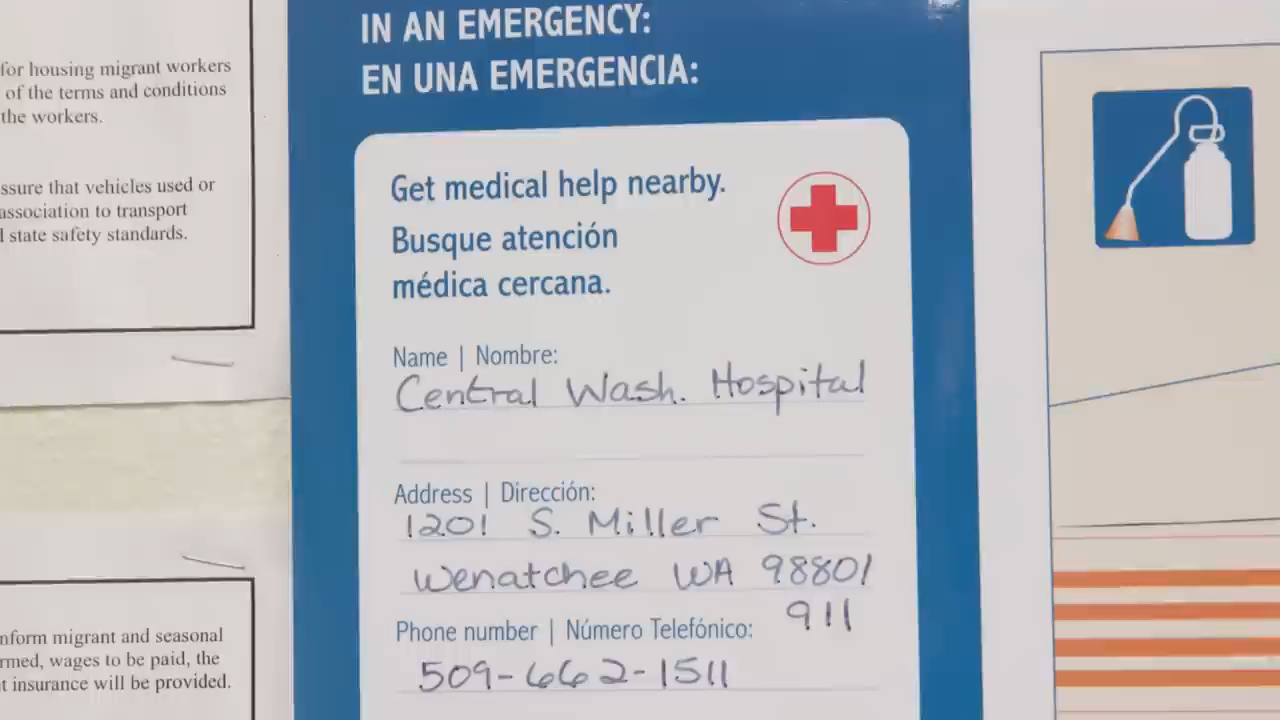 for housing migrant workers
of the terms and conditions
the workers.
ssure that vehicles used or
association to transport
l state safety standards.
nform migrant and seasonal
rmed, wages to be paid, the
t insurance will be provided.
IN AN EMERGENCY:
EN UNA EMERGENCIA:
Get medical help nearby.
Busque atención
médica cercana.
Name | Nombre:
Central Wash. Hospital
Address | Dirección:
1201 S. Miller St.
Wenatchee WA 98801
911
Phone number | Número Telefónico:
509-662-1511